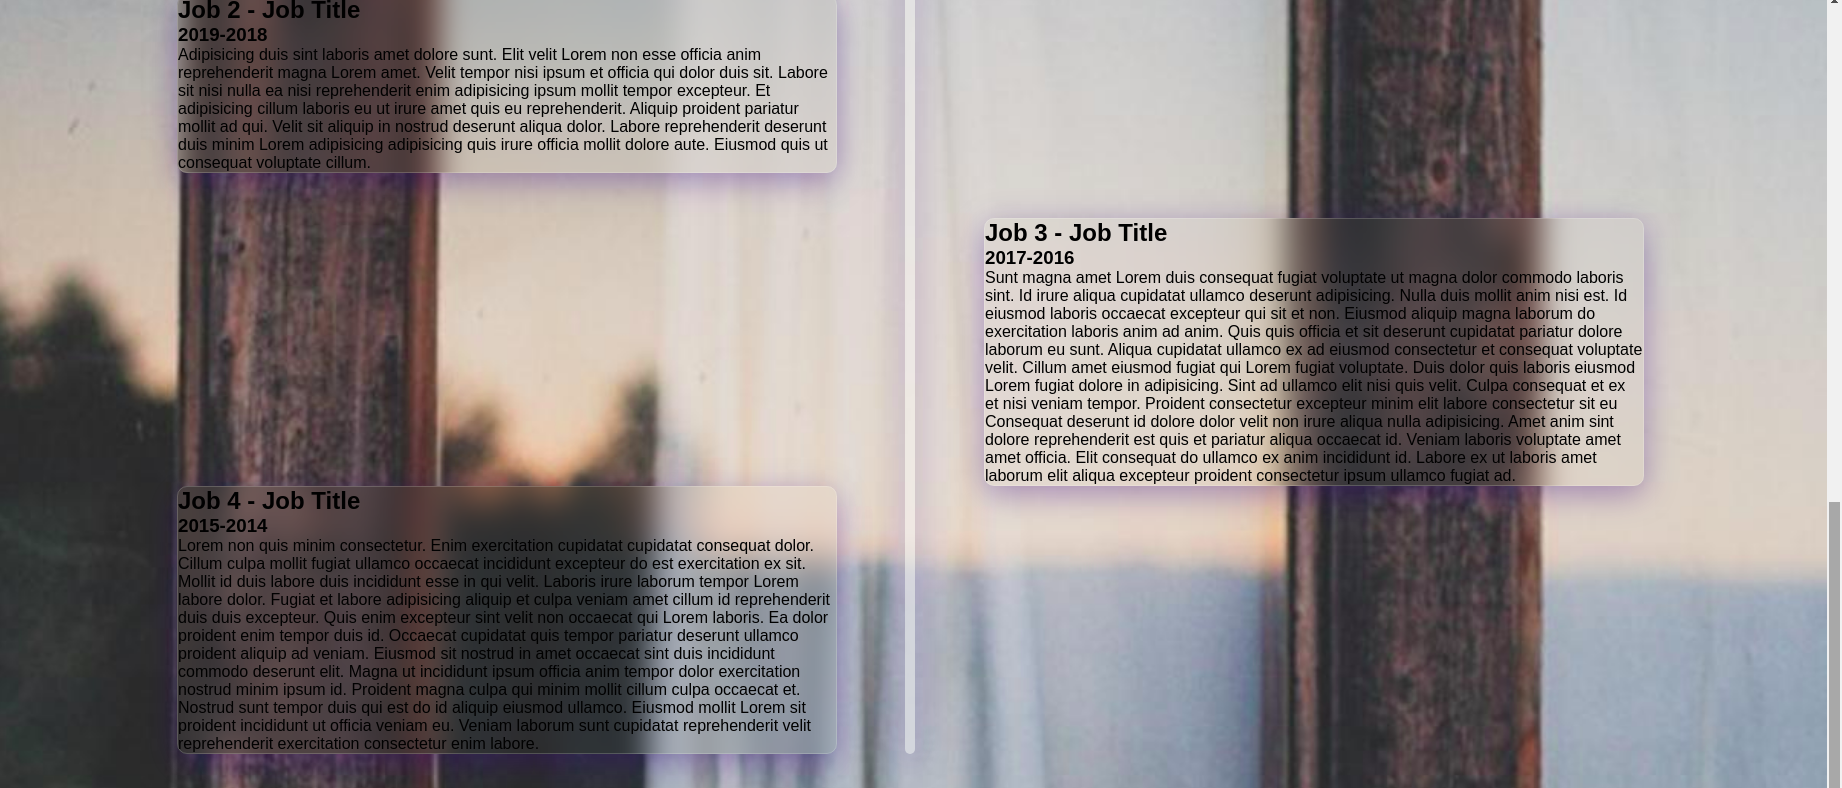 Job 2 - Job Title
2019-2018
Adipisicing duis sint laboris amet dolore sunt. Elit velit Lorem non esse officia anim
reprehenderit magna Lorem amet. Velit tempor nisi ipsum et officia qui dolor duis sit. Labore
sit nisi nulla ea nisi reprehenderit enim adipisicing ipsum mollit tempor excepteur. Et
adipisicing cillum laboris eu ut irure amet quis eu reprehenderit. Aliquip proident pariatur
mollit ad qui. Velit sit aliquip in nostrud deserunt aliqua dolor. Labore reprehenderit deserunt
duis minim Lorem adipisicing adipisicing quis irure officia mollit dolore aute. Eiusmod quis ut
consequat voluptate cillum.
Job 3 - Job Title
2017-2016
Sunt magna amet Lorem duis consequat fugiat voluptate ut magna dolor commodo laboris
sint. Id irure aliqua cupidatat ullamco deserunt adipisicing. Nulla duis mollit anim nisi est. Id
eiusmod laboris occaecat excepteur qui sit et non. Eiusmod aliquip magna laborum do
exercitation laboris anim ad anim. Quis quis officia et sit deserunt cupidatat pariatur dolore
laborum eu sunt. Aliqua cupidatat ullamco ex ad eiusmod consectetur et consequat voluptate
velit. Cillum amet eiusmod fugiat qui Lorem fugiat voluptate. Duis dolor quis laboris eiusmod
Lorem fugiat dolore in adipisicing. Sint ad ullamco elit nisi quis velit. Culpa consequat et ex
et nisi veniam tempor. Proident consectetur excepteur minim elit labore consectetur sit eu
Consequat deserunt id dolore dolor velit non irure aliqua nulla adipisicing. Amet anim sint
dolore reprehenderit est quis et pariatur aliqua occaecat id. Veniam laboris voluptate amet
amet officia. Elit consequat do ullamco ex anim incididunt id. Labore ex ut laboris amet
laborum elit aliqua excepteur proident consectetur ipsum ullamco fugiat ad.
Job 4 - Job Title
2015-2014
Lorem non quis minim consectetur. Enim exercitation cupidatat cupidatat consequat dolor.
Cillum culpa mollit fugiat ullamco occaecat incididunt excepteur do est exercitation ex sit.
Mollit id duis labore duis incididunt esse in qui velit. Laboris irure laborum tempor Lorem
labore dolor. Fugiat et labore adipisicing aliquip et culpa veniam amet cillum id reprehenderit
duis duis excepteur. Quis enim excepteur sint velit non occaecat qui Lorem laboris. Ea dolor
proident enim tempor duis id. Occaecat cupidatat quis tempor pariatur deserunt ullamco
proident aliquip ad veniam. Eiusmod sit nostrud in amet occaecat sint duis incididunt
commodo deserunt elit. Magna ut incididunt ipsum officia anim tempor dolor exercitation
nostrud minim ipsum id. Proident magna culpa qui minim mollit cillum culpa occaecat et.
Nostrud sunt tempor duis qui est do id aliquip eiusmod ullamco. Eiusmod mollit Lorem sit
proident incididunt ut officia veniam eu. Veniam laborum sunt cupidatat reprehenderit velit
reprehenderit exercitation consectetur enim labore.